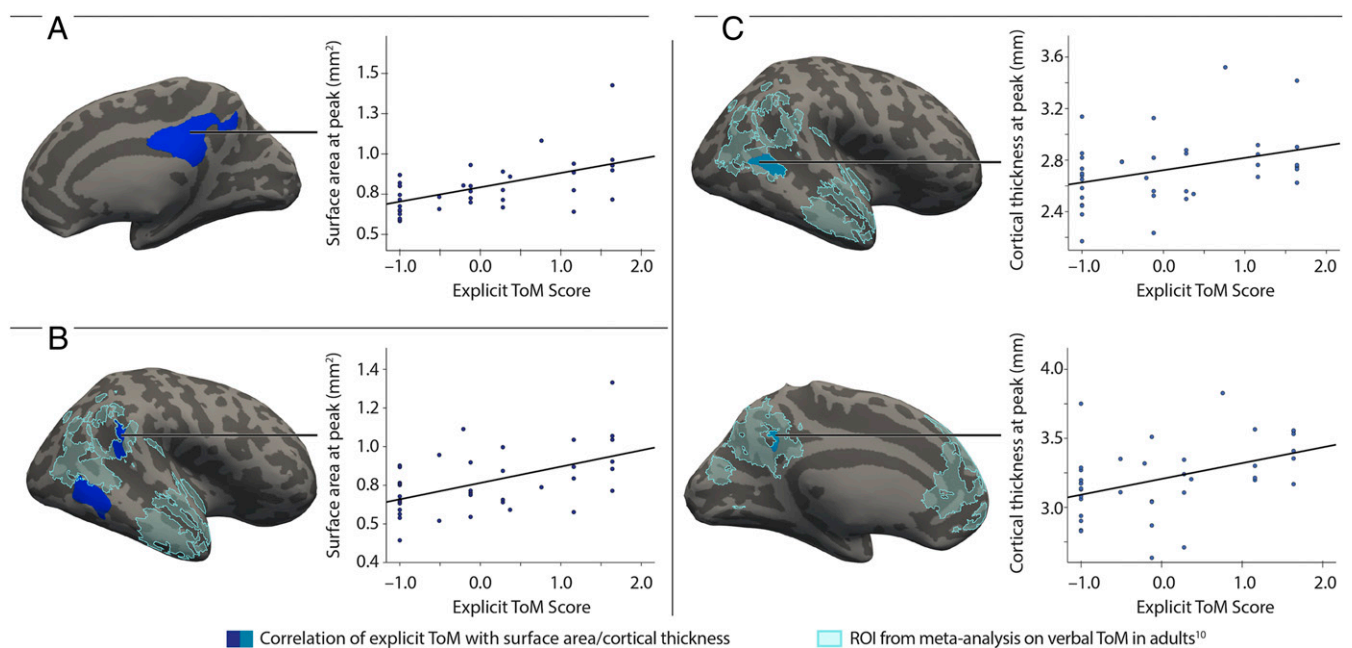 A
Surface area at peak (mm²)
1.5
1.3
1.0
0.8
0.5
−1.0 0.0 1.0 2.0
Explicit ToM Score
B
Surface area at peak (mm²)
1.4
1.2
1.0
0.8
0.5
0.4
−1.0 0.0 1.0 2.0
Explicit ToM Score
C
Cortical thickness at peak (mm)
3.6
3.2
2.8
2.4
−1.0 0.0 1.0 2.0
Explicit ToM Score
Cortical thickness at peak (mm)
4.0
3.5
3.0
−1.0 0.0 1.0 2.0
Explicit ToM Score
Correlation of explicit ToM with surface area/cortical thickness
ROI from meta-analysis on verbal ToM in adults¹⁰